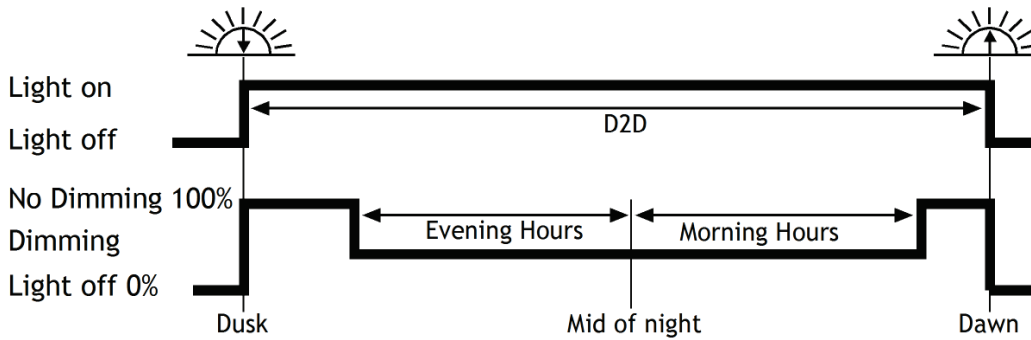 Light on
D2D
Light off
No Dimming 100%
Evening Hours Morning Hours
Dimming
Light off 0%
Dusk Mid of night Dawn